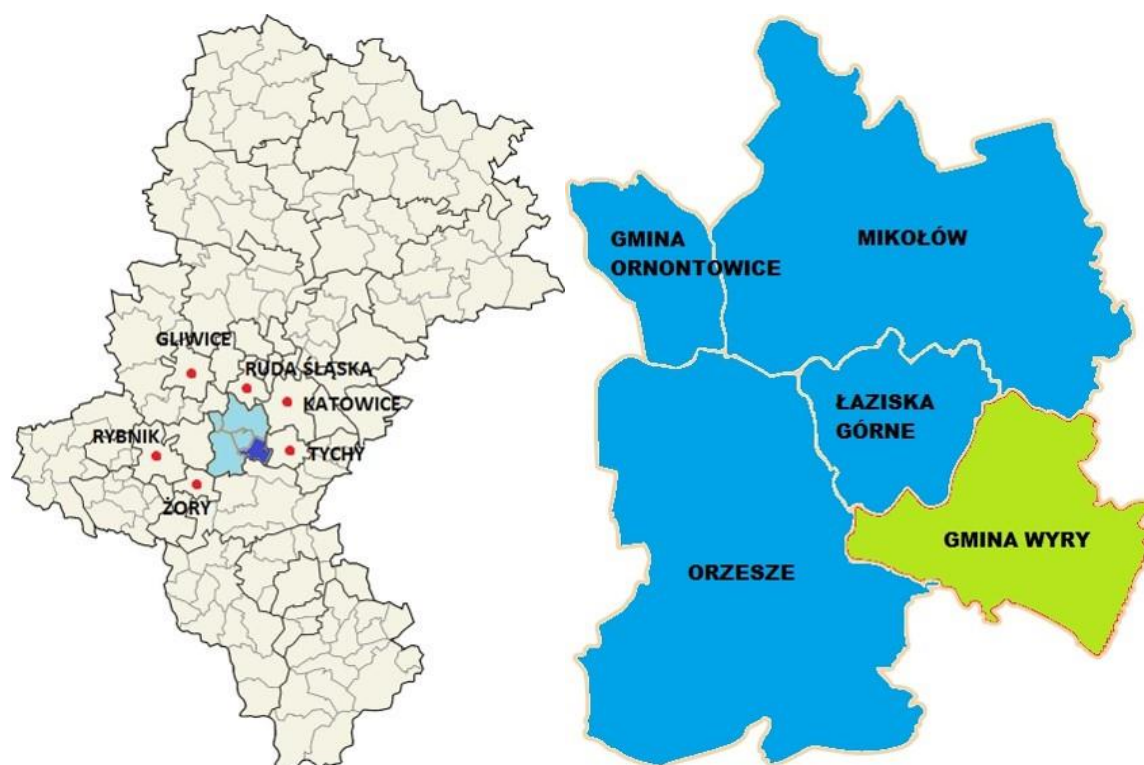 GLIWICE
RUDA ŚLĄSKA
KATOWICE
RYBNIK
TYCHY
ŻORY
GMINA
ORNONTOWICE
MIKOŁÓW
ŁAZISKA
GÓRNE
GMINA WYRY
ORZESZE